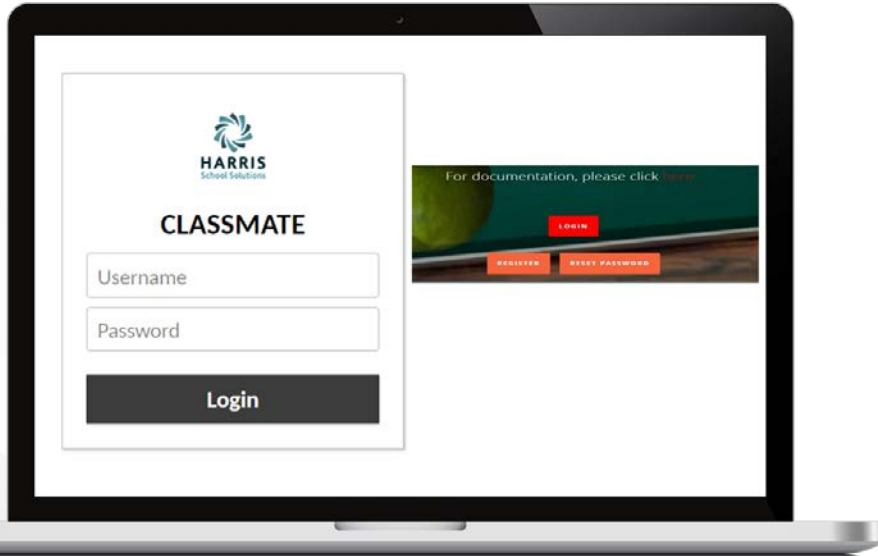 HARRIS
School Solutions
CLASSMATE
Username
Password
Login
For documentation, please click here
LOGIN
REGISTER RESET PASSWORD